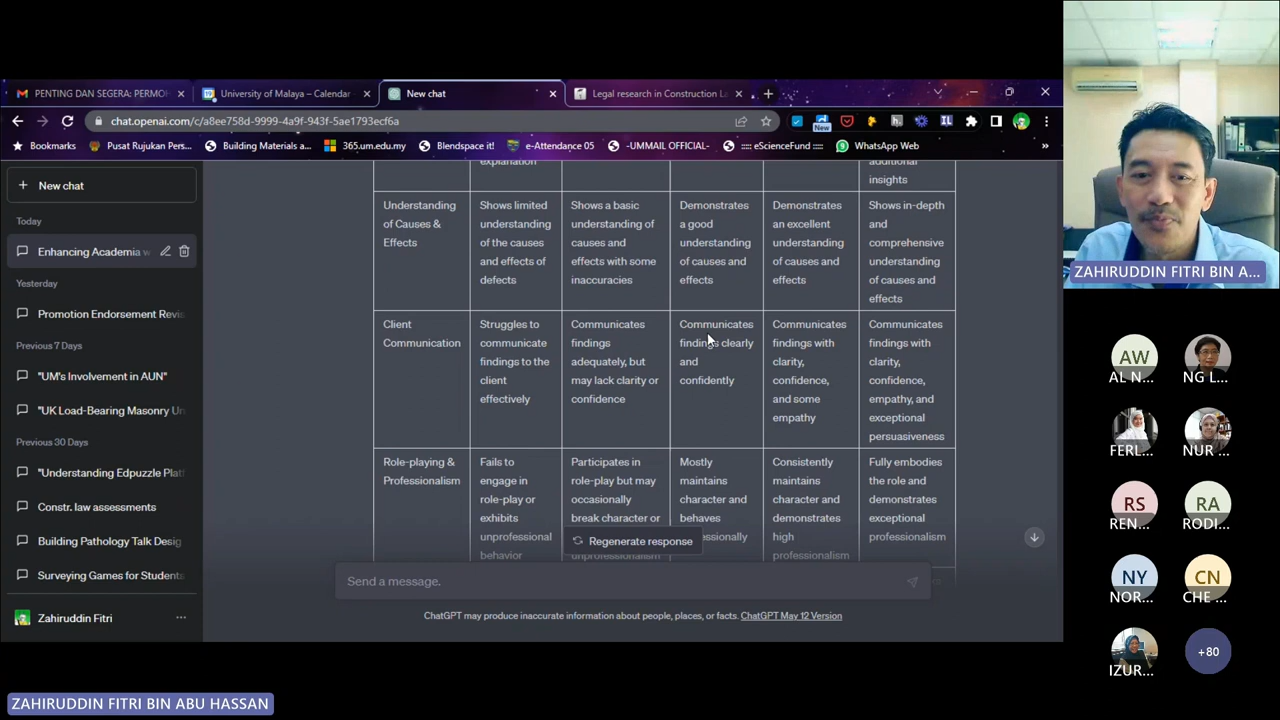 PENTING DAN SEGERA: PERMO
University of Malaya – Calendar
New chat
Legal research in Construction La
chat.openai.com/c/a8ee758d-9999-4a9f-943f-5ae1793ecf6a
New
Bookmarks
Pusat Rujukan Pers...
Building Materials a...
365.um.edu.my
Blendspace it!
e-Attendance 05
-UMMAIL OFFICIAL-
::::: eScienceFund :::::
WhatsApp Web
New chat
Today
Enhancing Academia w
Yesterday
Promotion Endorsement Revi
Previous 7 Days
"UM's Involvement in AUN"
"UK Load-Bearing Masonry Un
Previous 30 Days
"Understanding Edpuzzle Plat
Constr. law assessments
Building Pathology Talk Desig
Surveying Games for Students
Zahiruddin Fitri
explanation
additional
insights
Understanding
of Causes &
Effects
Shows limited
understanding
of the causes
and effects of
defects
Shows a basic
understanding of
causes and
effects with some
inaccuracies
Demonstrates
a good
understanding
of causes and
effects
Demonstrates
an excellent
understanding
of causes and
effects
Shows in-depth
and
comprehensive
understanding
of causes and
effects
Client
Communication
Struggles to
communicate
findings to the
client
effectively
Communicates
findings
adequately, but
may lack clarity or
confidence
Communicates
findings clearly
and
confidently
Communicates
findings with
clarity,
confidence,
and some
empathy
Communicates
findings with
clarity,
confidence,
empathy, and
exceptional
persuasiveness
Role-playing &
Professionalism
Fails to
engage in
role-play or
exhibits
unprofessional
behavior
Participates in
role-play but may
occasionally
break character or
unprofessionalism
Mostly
maintains
character and
behaves
Consistently
maintains
character and
demonstrates
high
professionalism
Fully embodies
the role and
demonstrates
exceptional
professionalism
Regenerate response
Send a message.
ChatGPT may produce inaccurate information about people, places, or facts. ChatGPT May 12 Version
ZAHIRUDDIN FITRI BIN A...
AW
AL N...
NG L...
FERL...
NUR ...
RS
REN...
RA
RODI...
NY
NOR...
CN
CHE ...
IZUR...
+80
ZAHIRUDDIN FITRI BIN ABU HASSAN